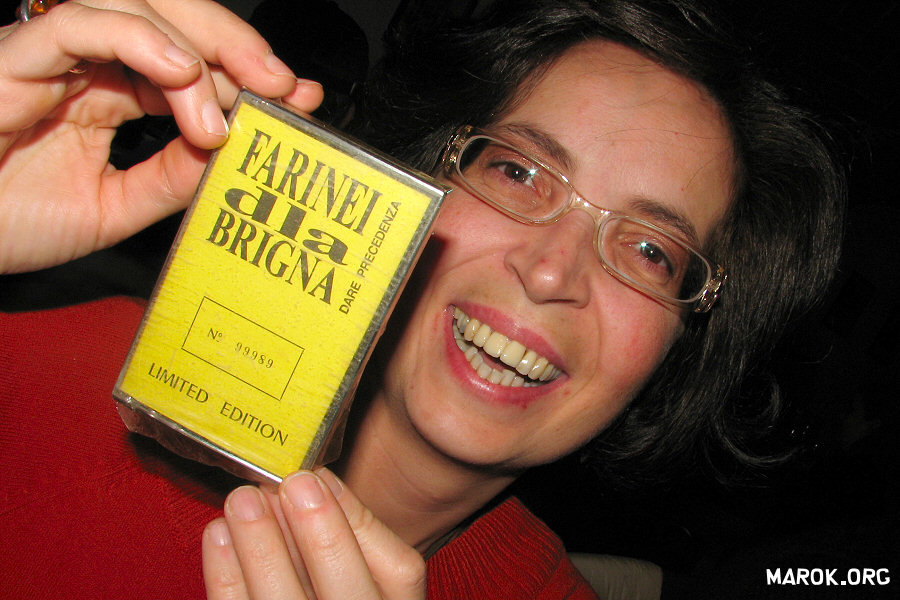 FARINEI
dla
BRIGNA
DARE PRECEDENZA
N° 99989
LIMITED EDITION
MAROK.ORG